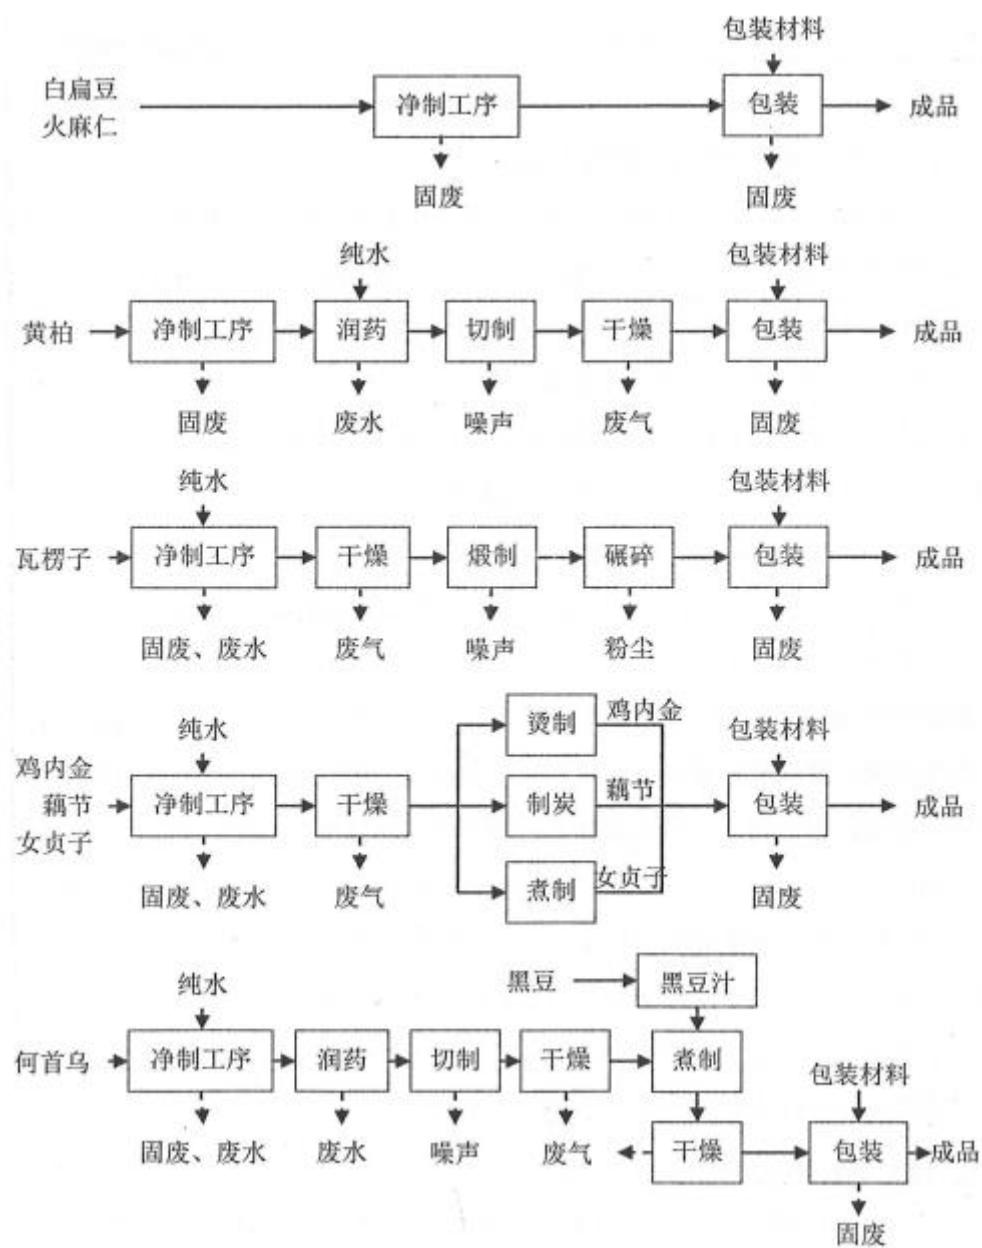 包装材料
白扁豆
火麻仁
净制工序
包装
成品
固废
固废
纯水
包装材料
黄柏
净制工序
润药
切制
干燥
包装
成品
固废
废水
噪声
废气
固废
纯水
包装材料
瓦楞子
净制工序
干燥
煅制
碾碎
包装
成品
固废、废水
废气
噪声
粉尘
固废
纯水
烫制
鸡内金
包装材料
鸡内金
藕节
女贞子
净制工序
干燥
制炭
藕节
包装
成品
固废、废水
废气
煮制
女贞子
固废
纯水
黑豆
黑豆汁
何首乌
净制工序
润药
切制
干燥
煮制
包装材料
固废、废水
废水
噪声
废气
干燥
包装
成品
固废